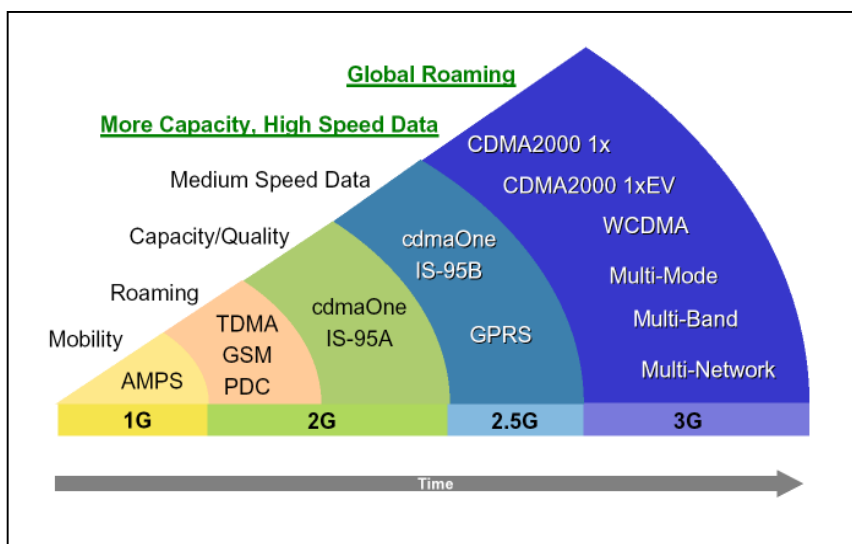 Global Roaming
More Capacity, High Speed Data
Medium Speed Data
Capacity/Quality
Roaming
Mobility
AMPS
TDMA
GSM
PDC
cdmaOne
IS-95A
cdmaOne
IS-95B
GPRS
CDMA2000 1x
CDMA2000 1xEV
WCDMA
Multi-Mode
Multi-Band
Multi-Network
1G
2G
2.5G
3G
Time